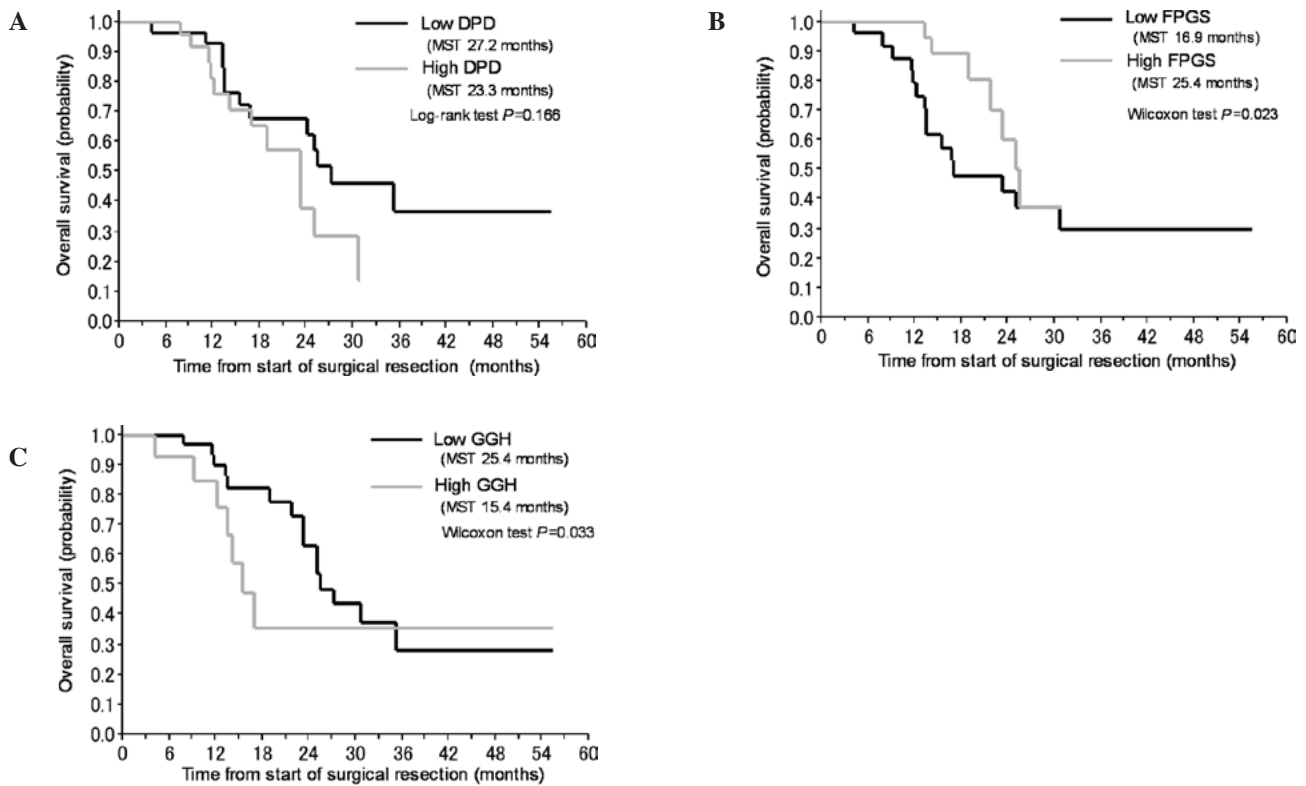 A
Overall survival (probability)
1.0
0.9
0.8
0.7
0.6
0.5
0.4
0.3
0.2
0.1
0.0
0 6 12 18 24 30 36 42 48 54 60
Time from start of surgical resection (months)
Low DPD
(MST 27.2 months)
High DPD
(MST 23.3 months)
Log-rank test P=0.166
B
Overall survival (probability)
1.0
0.9
0.8
0.7
0.6
0.5
0.4
0.3
0.2
0.1
0.0
0 6 12 18 24 30 36 42 48 54 60
Time from start of surgical resection (months)
Low FPGS
(MST 16.9 months)
High FPGS
(MST 25.4 months)
Wilcoxon test P=0.023
C
Overall survival (probability)
1.0
0.9
0.8
0.7
0.6
0.5
0.4
0.3
0.2
0.1
0.0
0 6 12 18 24 30 36 42 48 54 60
Time from start of surgical resection (months)
Low GGH
(MST 25.4 months)
High GGH
(MST 15.4 months)
Wilcoxon test P=0.033